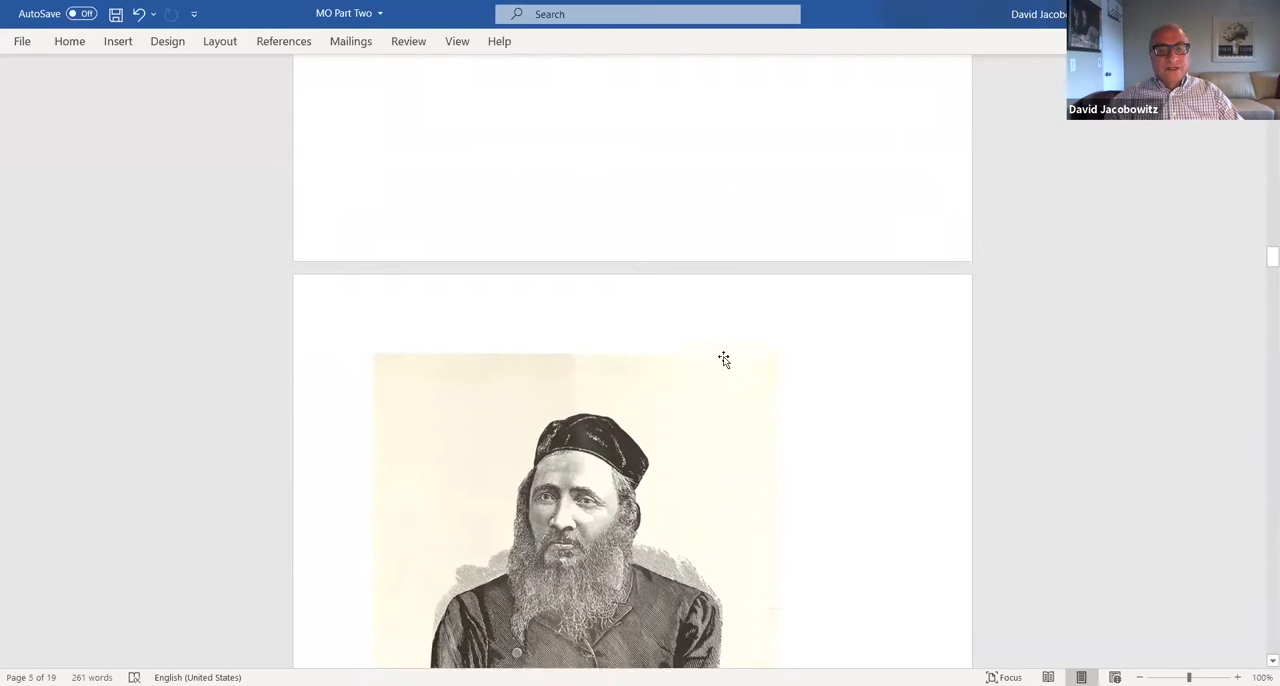 AutoSave Off MO Part Two Search David Jacob
File Home Insert Design Layout References Mailings Review View Help
David Jacobowitz
Page 5 of 19 261 words English (United States) Focus 100%